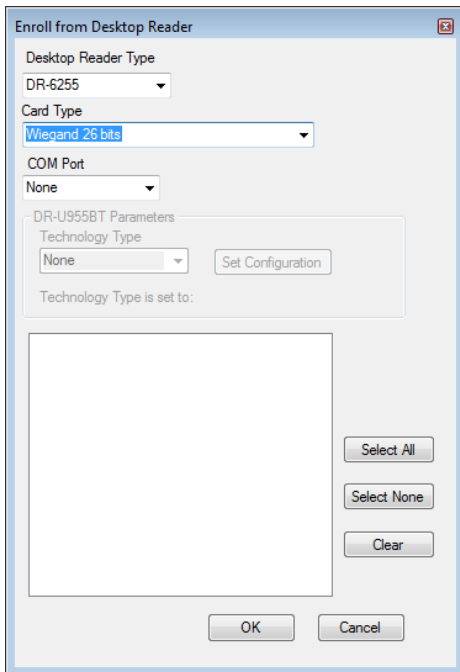 Enroll from Desktop Reader
Desktop Reader Type
DR-6255
Card Type
Wiegand 26 bits
COM Port
None
DR-U955BT Parameters
Technology Type
None
Set Configuration
Technology Type is set to:
Select All
Select None
Clear
OK
Cancel